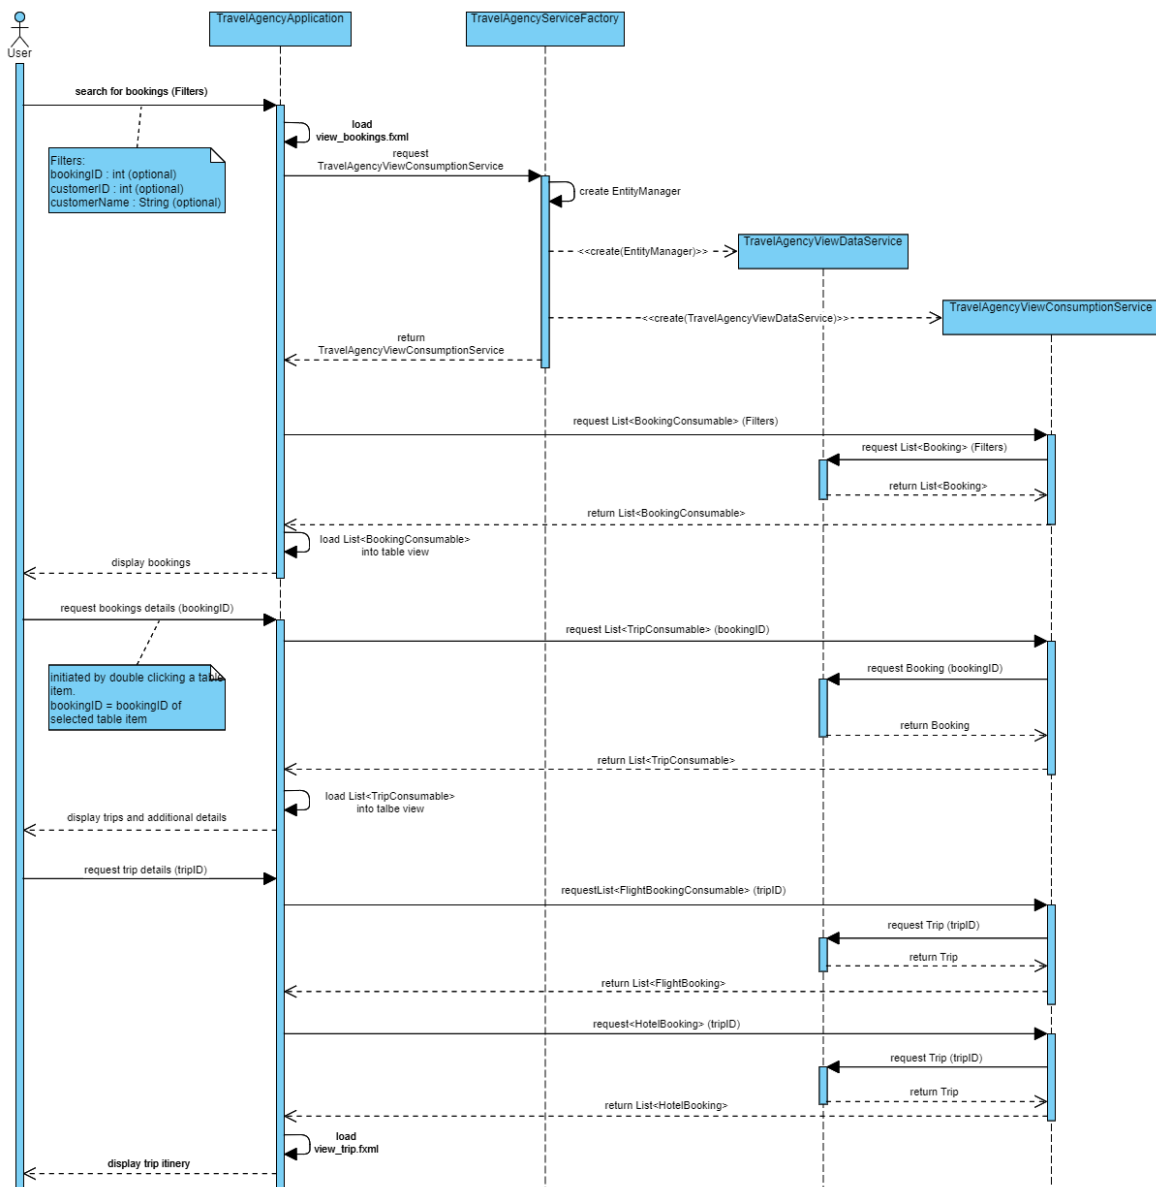 TravelAgencyApplication
TravelAgencyServiceFactory
User
search for bookings (Filters)
load
view_bookings.fxml
request
TravelAgencyViewConsumptionService
Filters:
bookingID : int (optional)
customerID : int (optional)
customerName : String (optional)
create EntityManager
TravelAgencyViewDataService
<<create(EntityManager)>>
TravelAgencyViewConsumptionService
<<create(TravelAgencyViewDataService)>>
return
TravelAgencyViewConsumptionService
request List<BookingConsumable> (Filters)
request List<Booking> (Filters)
return List<Booking>
return List<BookingConsumable>
load List<BookingConsumable>
into table view
display bookings
request bookings details (bookingID)
request List<TripConsumable> (bookingID)
initiated by double clicking a table
item.
bookingID = bookingID of
selected table item
request Booking (bookingID)
return Booking
return List<TripConsumable>
load List<TripConsumable>
into talbe view
display trips and additional details
request trip details (tripID)
requestList<FlightBookingConsumable> (tripID)
request Trip (tripID)
return Trip
return List<FlightBooking>
request<HotelBooking> (tripID)
request Trip (tripID)
return Trip
return List<HotelBooking>
load
view_trip.fxml
display trip itinery